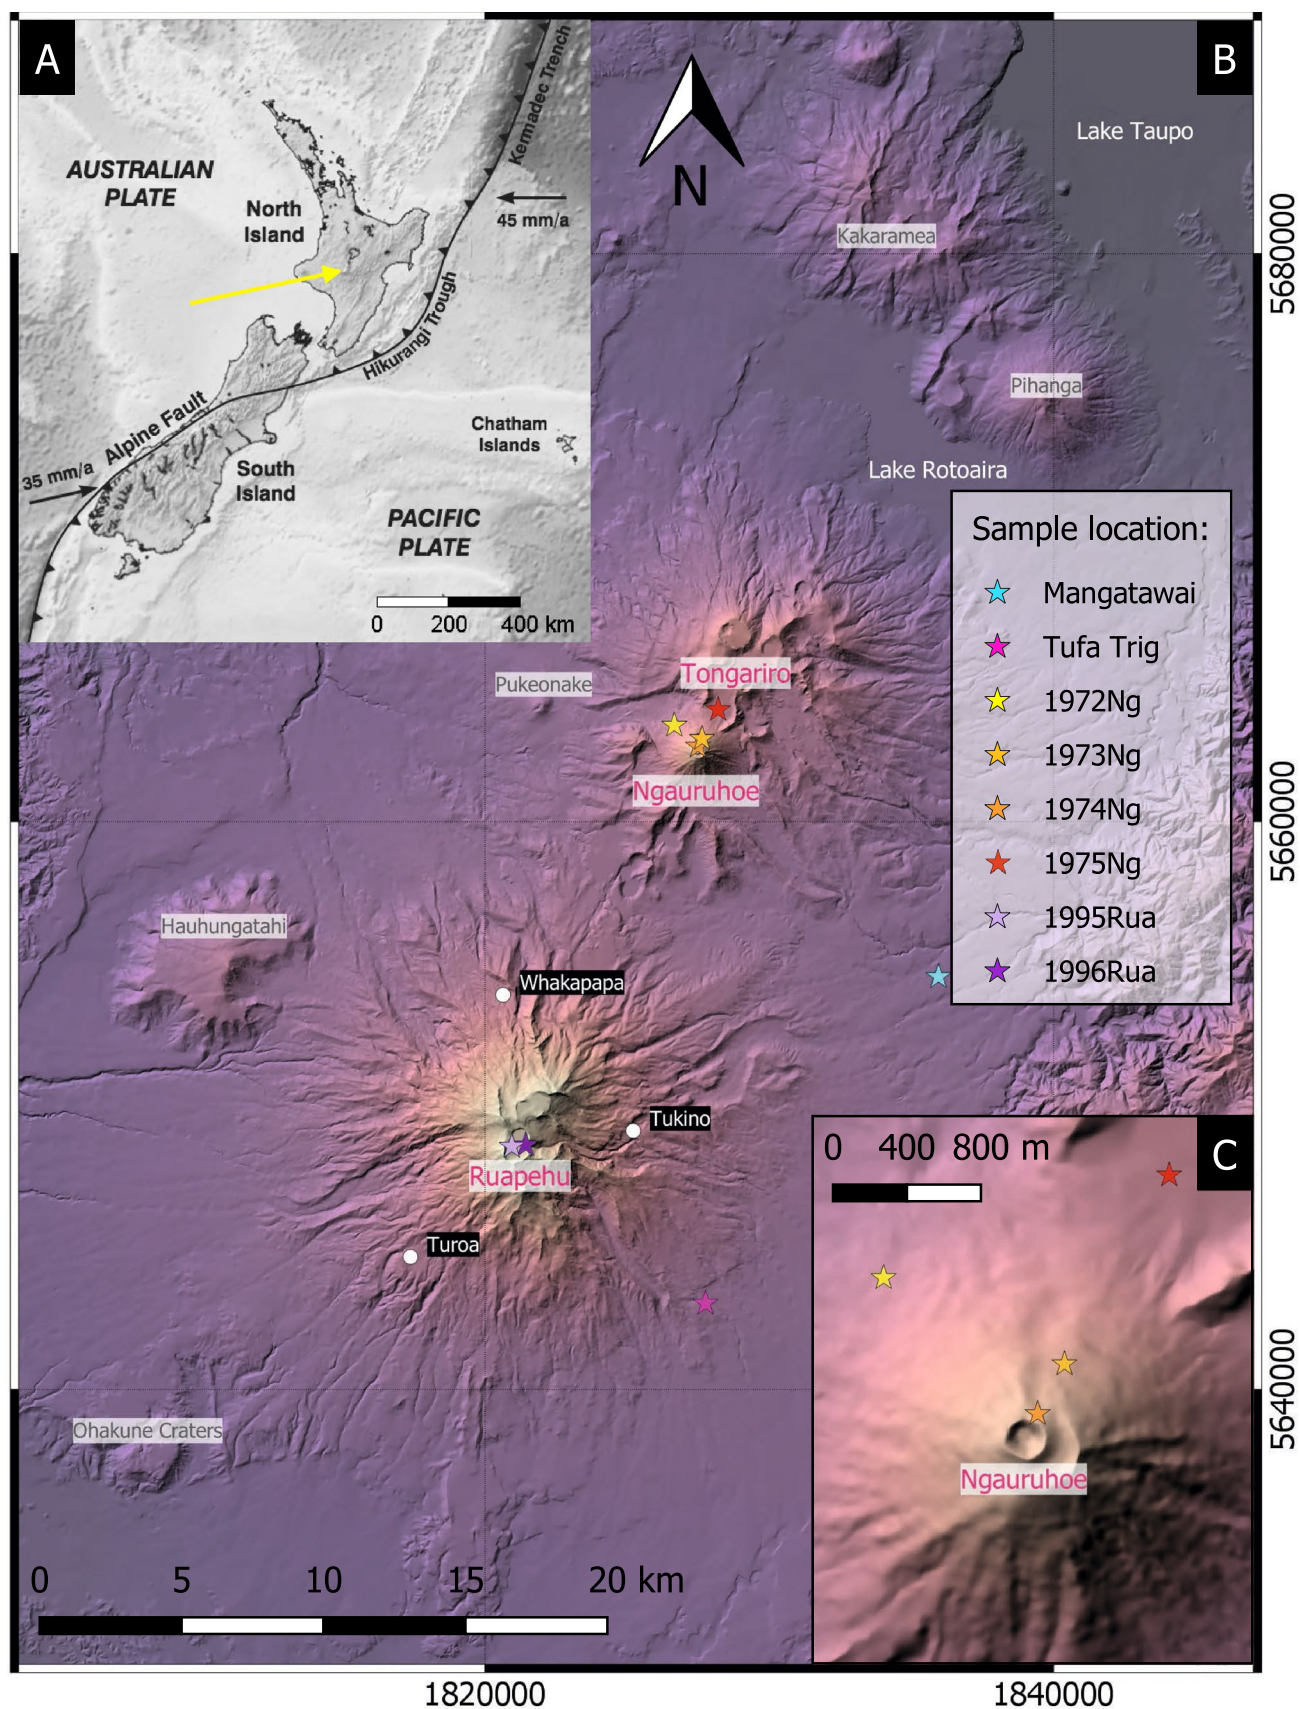 A
AUSTRALIAN
PLATE
North
Island
Kermadec Trench
45 mm/a
Hikurangi Trough
Alpine Fault
35 mm/a
South
Island
Chatham
Islands
PACIFIC
PLATE
0 200 400 km
B
N
Lake Taupo
Kakaramea
Pihanga
Lake Rotoaira
5680000
Sample location:
Mangatawai
Tufa Trig
1972Ng
1973Ng
1974Ng
1975Ng
1995Rua
1996Rua
Pukeonake
Tongariro
Ngauruhoe
5660000
Hauhungatahi
Whakapapa
Tukino
Ruapehu
Turoa
Ohakune Craters
5640000
C
0 400 800 m
Ngauruhoe
0 5 10 15 20 km
1820000 1840000